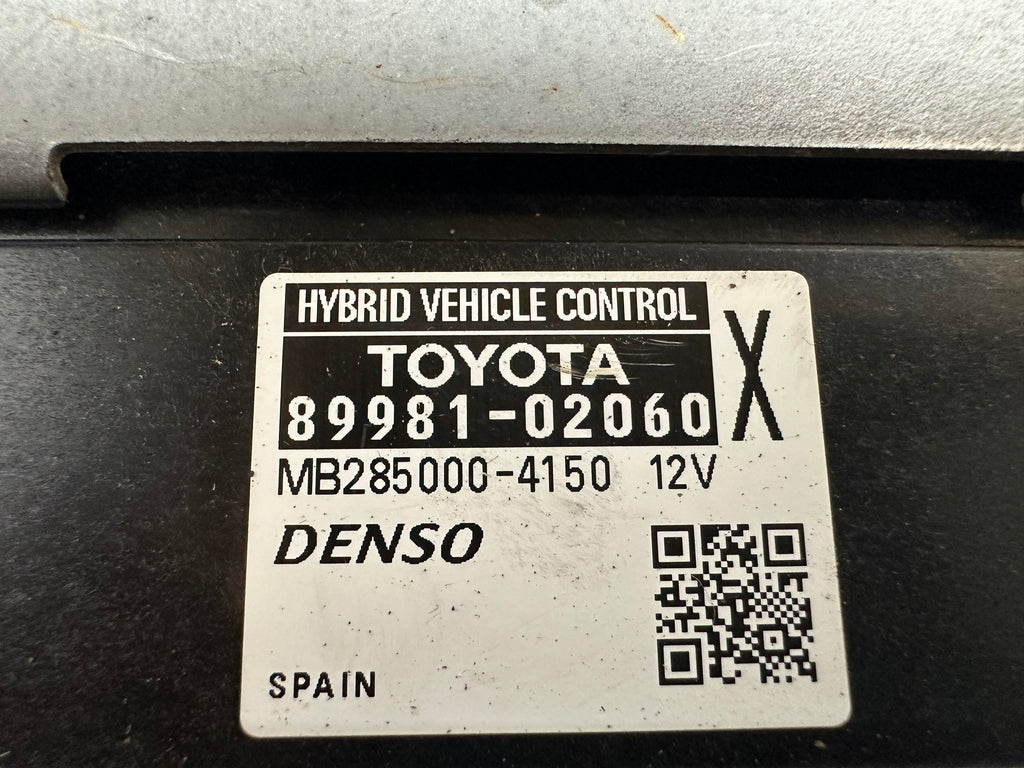 HYBRID VEHICLE CONTROL
TOYOTA
89981-02060
X
MB285000-4150 12V
DENSO
SPAIN